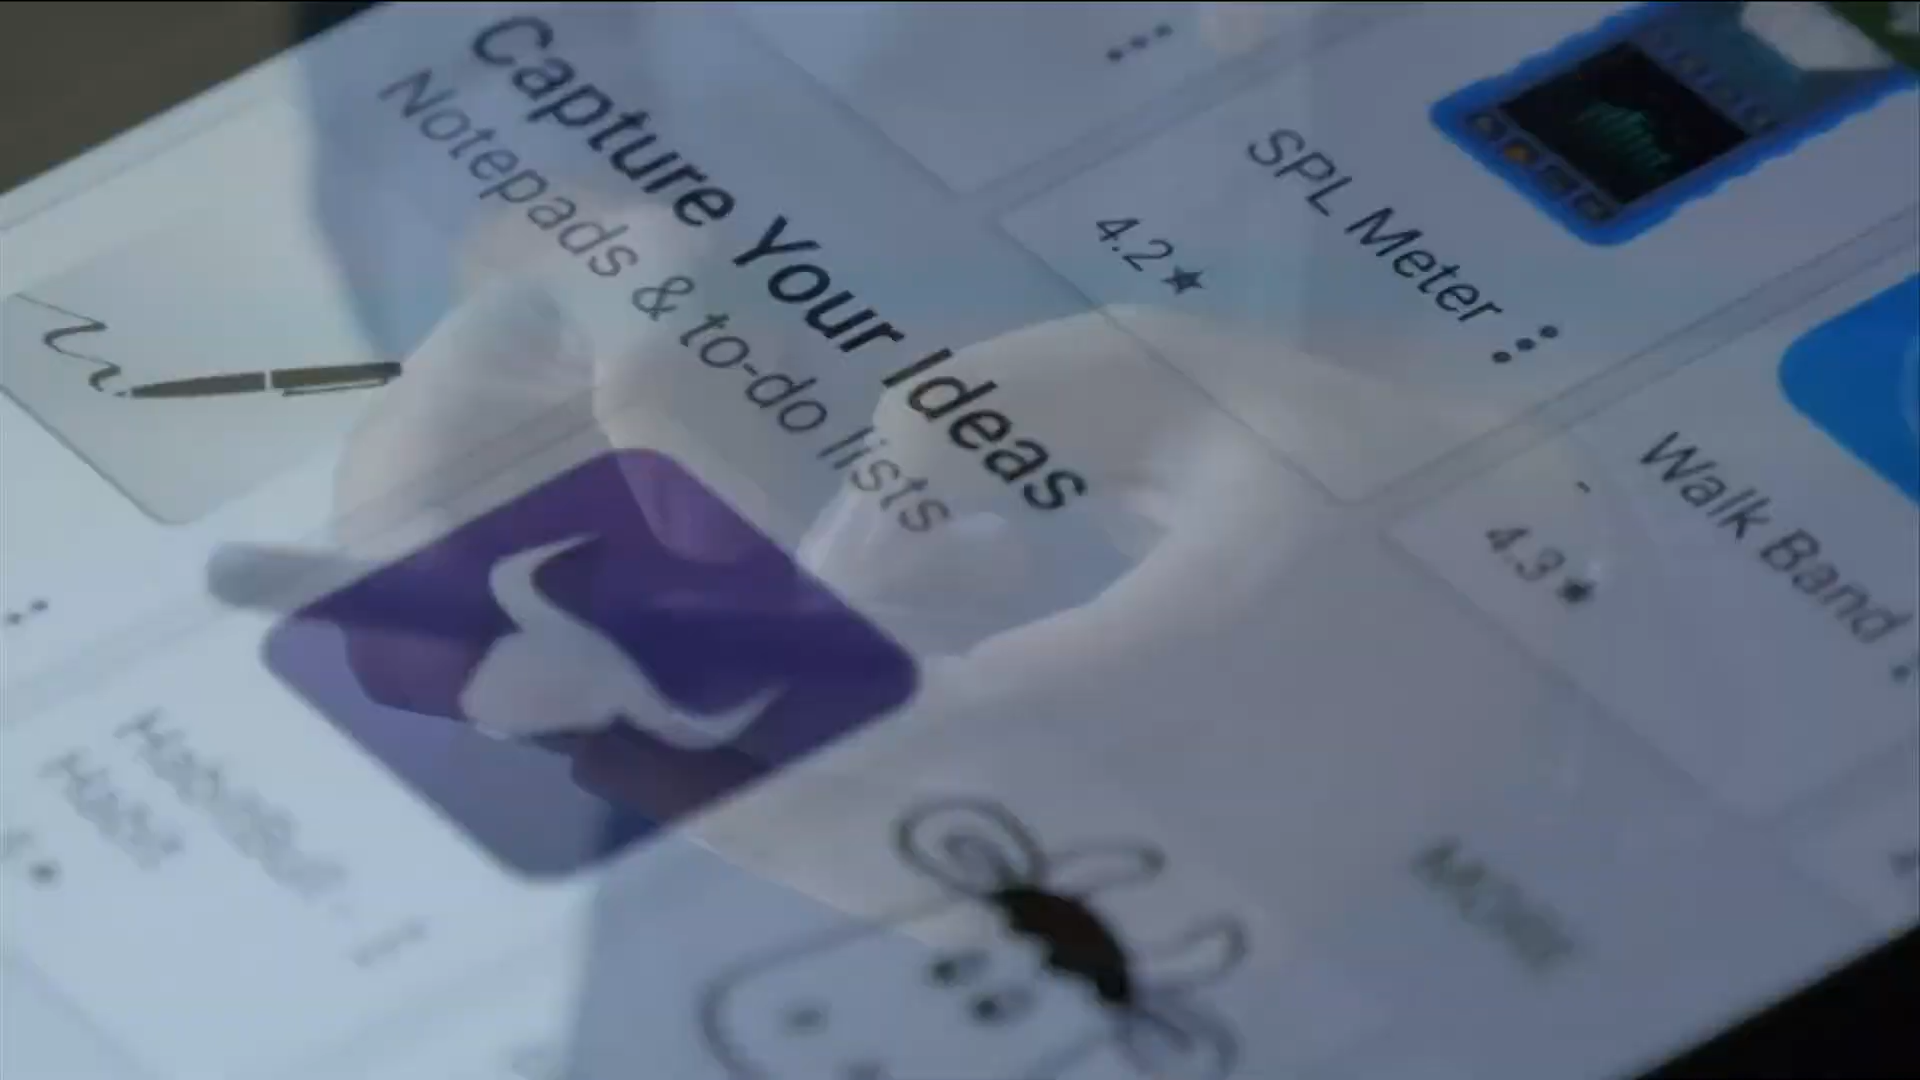 SPL Meter
4.2★
Walk Band
4.3★
Capture Your Ideas
Notepads & to-do lists